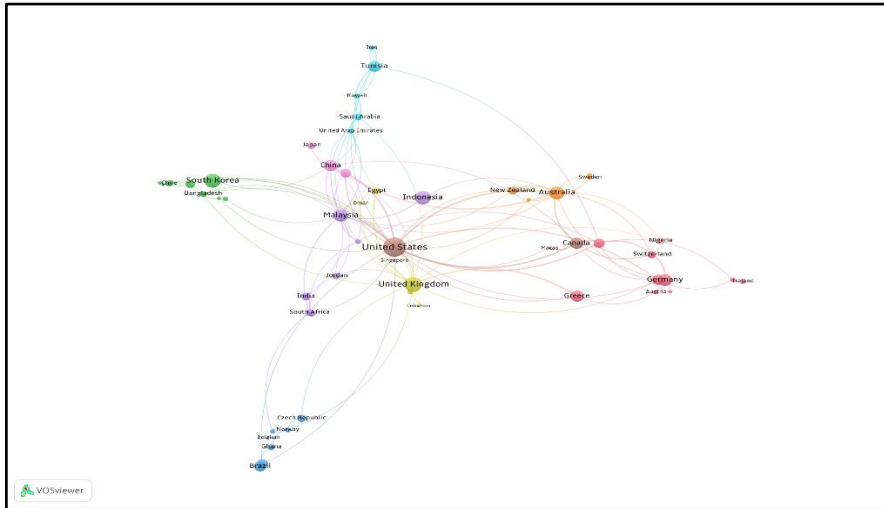 Iraq
Tunisia
Kuwait
Saudi Arabia
United Arab Emirates
Japan
China
South Korea
Chile
Bangladesh
Egypt
Oman
Indonesia
Malaysia
New Zealand
Sweden
Australia
United States
Singapore
Macao
Canada
Nigeria
Switzerland
Germany
Austria
Jordan
India
South Africa
United Kingdom
Lebanon
Greece
Czech Republic
Norway
Belgium
Ghana
Brazil
VOSviewer